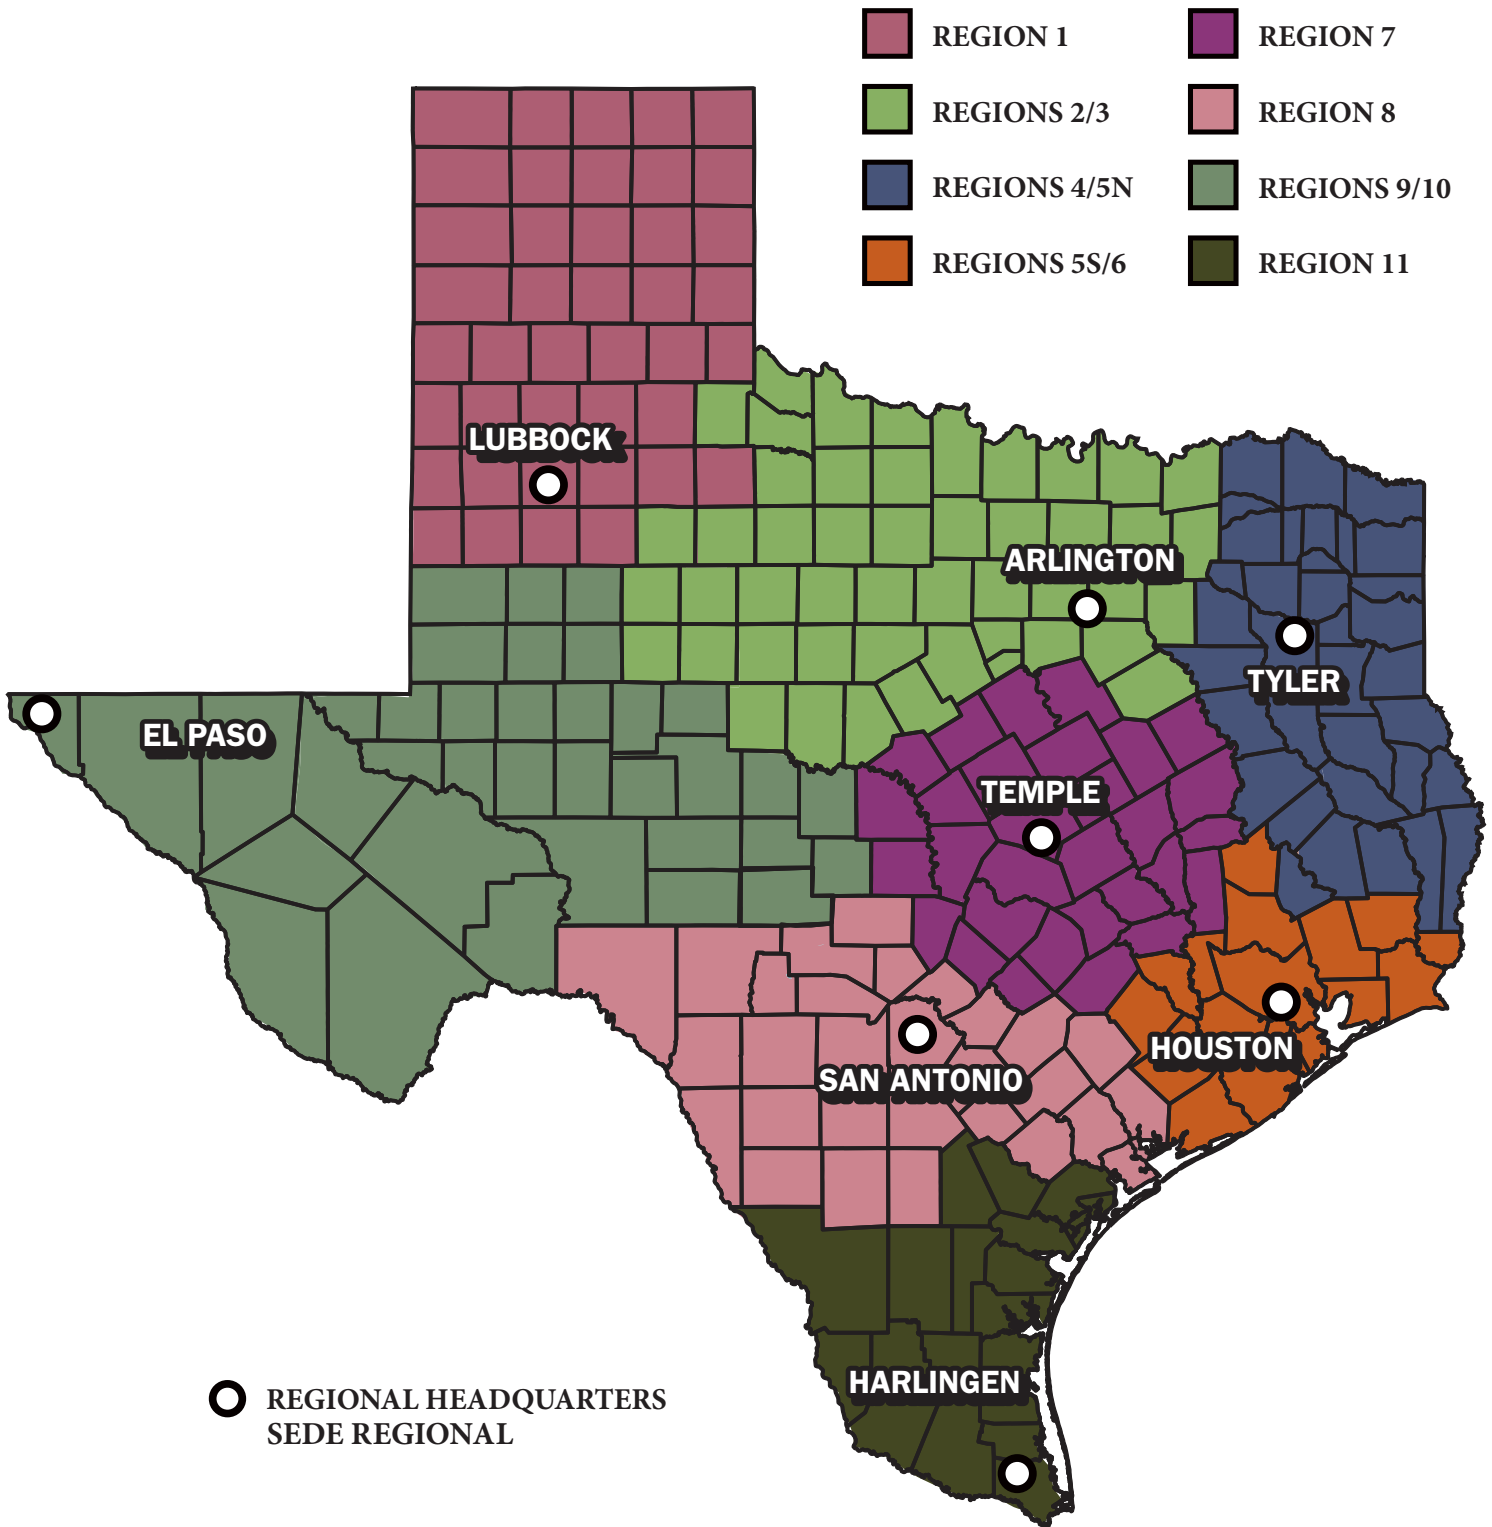 REGION 1
REGION 7
REGIONS 2/3
REGION 8
REGIONS 4/5N
REGIONS 9/10
REGIONS 5S/6
REGION 11
LUBBOCK
ARLINGTON
TYLER
EL PASO
TEMPLE
HOUSTON
SAN ANTONIO
HARLINGEN
REGIONAL HEADQUARTERS
SEDE REGIONAL